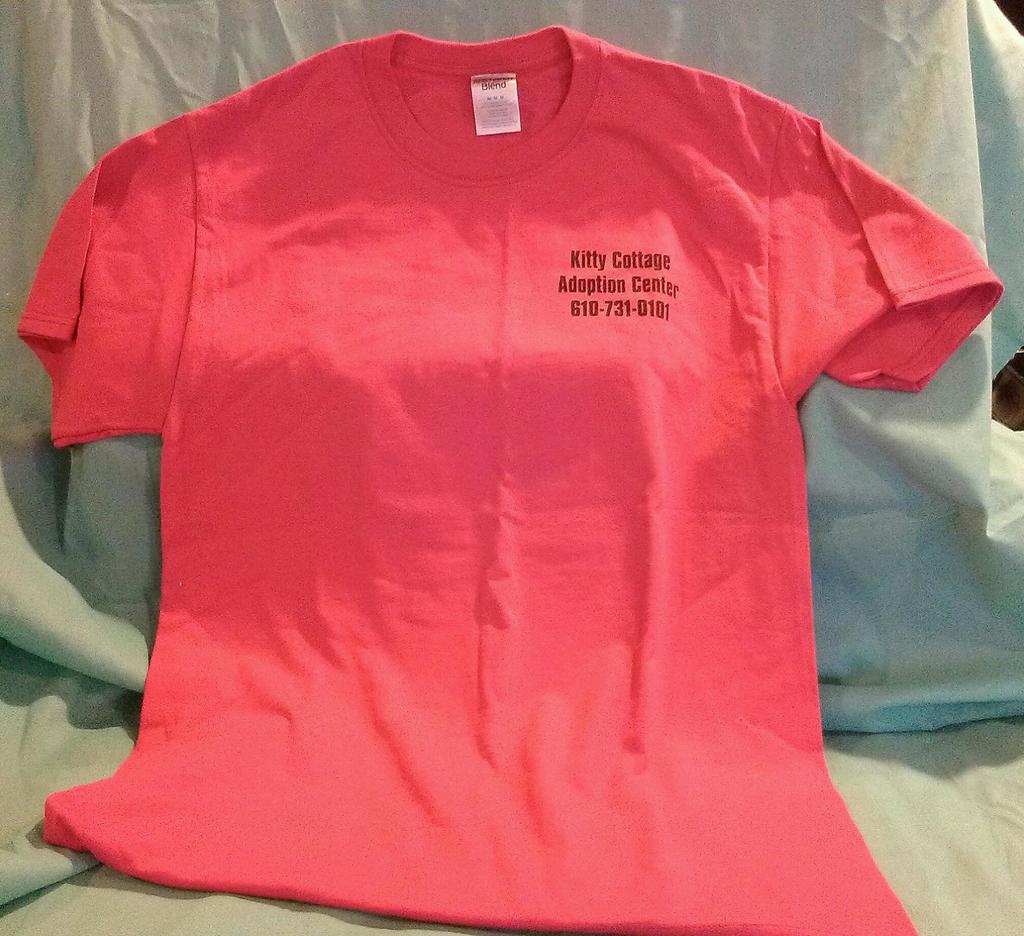 Blend
Kitty Cottage
Adoption Center
610-731-0101